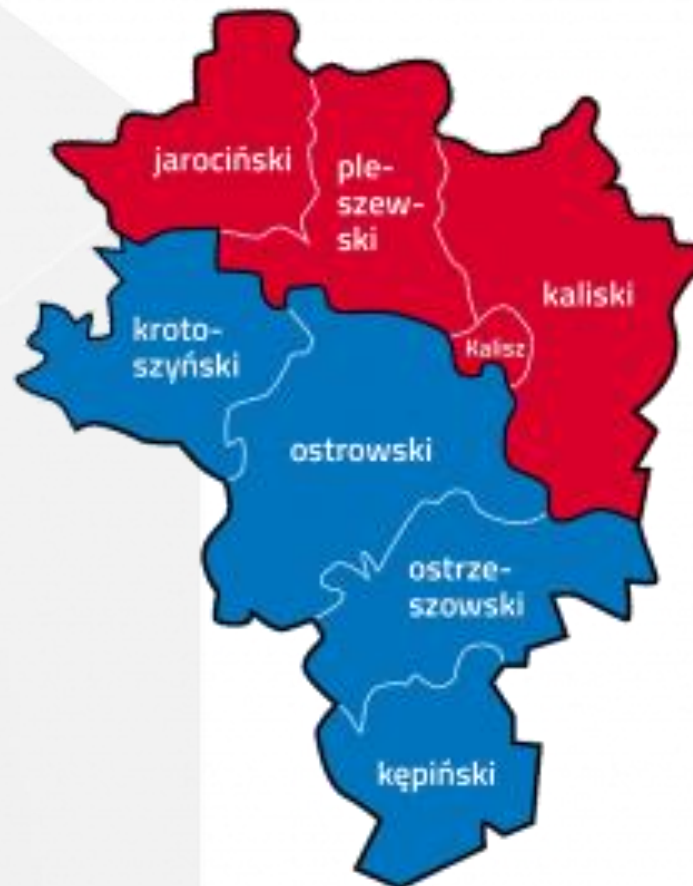 jarociński
ple-
szew-
ski
kaliski
Kalisz
kroto-
szyński
ostrowski
ostrze-
szowski
kępiński